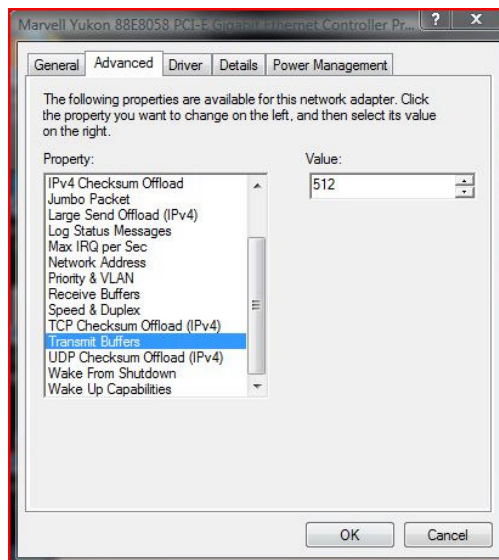 Marvell Yukon 88E8058 PCI-E Gigabit Ethernet Controller Pr...
General Advanced Driver Details Power Management
The following properties are available for this network adapter. Click
the property you want to change on the left, and then select its value
on the right.
Property:
Value:
IPv4 Checksum Offload
Jumbo Packet
Large Send Offload (IPv4)
Log Status Messages
Max IRQ per Sec
Network Address
Priority & VLAN
Receive Buffers
Speed & Duplex
TCP Checksum Offload (IPv4)
Transmit Buffers
UDP Checksum Offload (IPv4)
Wake From Shutdown
Wake Up Capabilities
512
OK Cancel